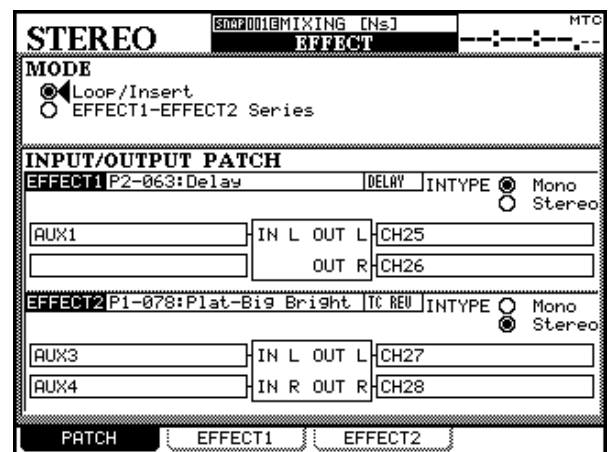 STEREO
SNAP001 MIXING [Ns]
EFFECT
MTC
--:--:--.--
MODE
Loop/Insert
EFFECT1-EFFECT2 Series
INPUT/OUTPUT PATCH
EFFECT1 P2-063:Delay DELAY INTYPE Mono
Stereo
AUX1 IN L OUT L CH25
OUT R CH26
EFFECT2 P1-078:Plat-Big Bright TC REV INTYPE Mono
Stereo
AUX3 IN L OUT L CH27
AUX4 IN R OUT R CH28
PATCH EFFECT1 EFFECT2